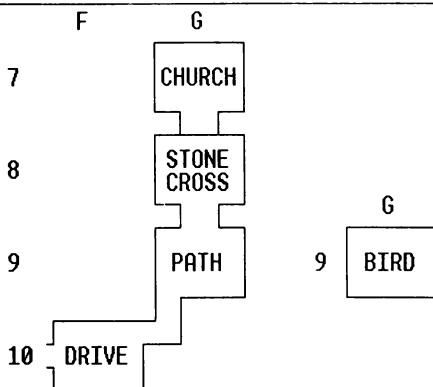 F G
7 CHURCH
8 STONE
CROSS
G
9 PATH 9 BIRD
10 DRIVE